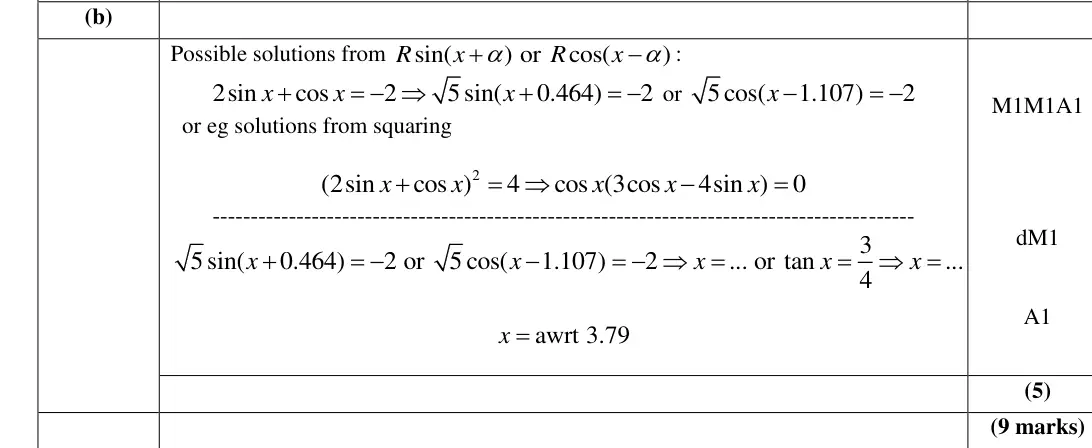 (b)
Possible solutions from R sin(x + α) or R cos(x − α) :
2 sin x + cos x = −2 ⇒ √5 sin(x + 0.464) = −2 or √5 cos(x − 1.107) = −2
M1M1A1
or eg solutions from squaring
(2 sin x + cos x)² = 4 ⇒ cos x(3 cos x − 4 sin x) = 0
------------------------------------------------------------------------------------------
dM1
√5 sin(x + 0.464) = −2 or √5 cos(x − 1.107) = −2 ⇒ x = ... or tan x = 3/4 ⇒ x = ...
A1
x = awrt 3.79
(5)
(9 marks)